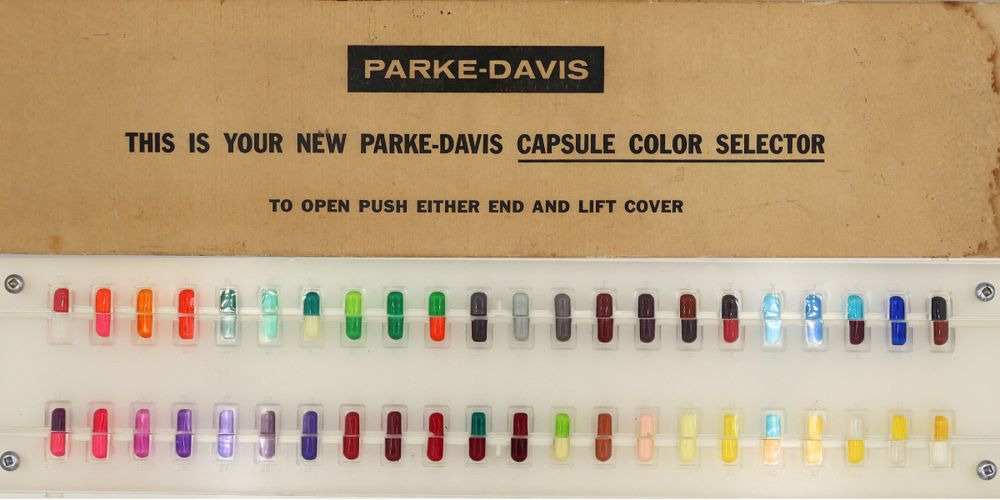 PARKE-DAVIS
THIS IS YOUR NEW PARKE-DAVIS CAPSULE COLOR SELECTOR
TO OPEN PUSH EITHER END AND LIFT COVER